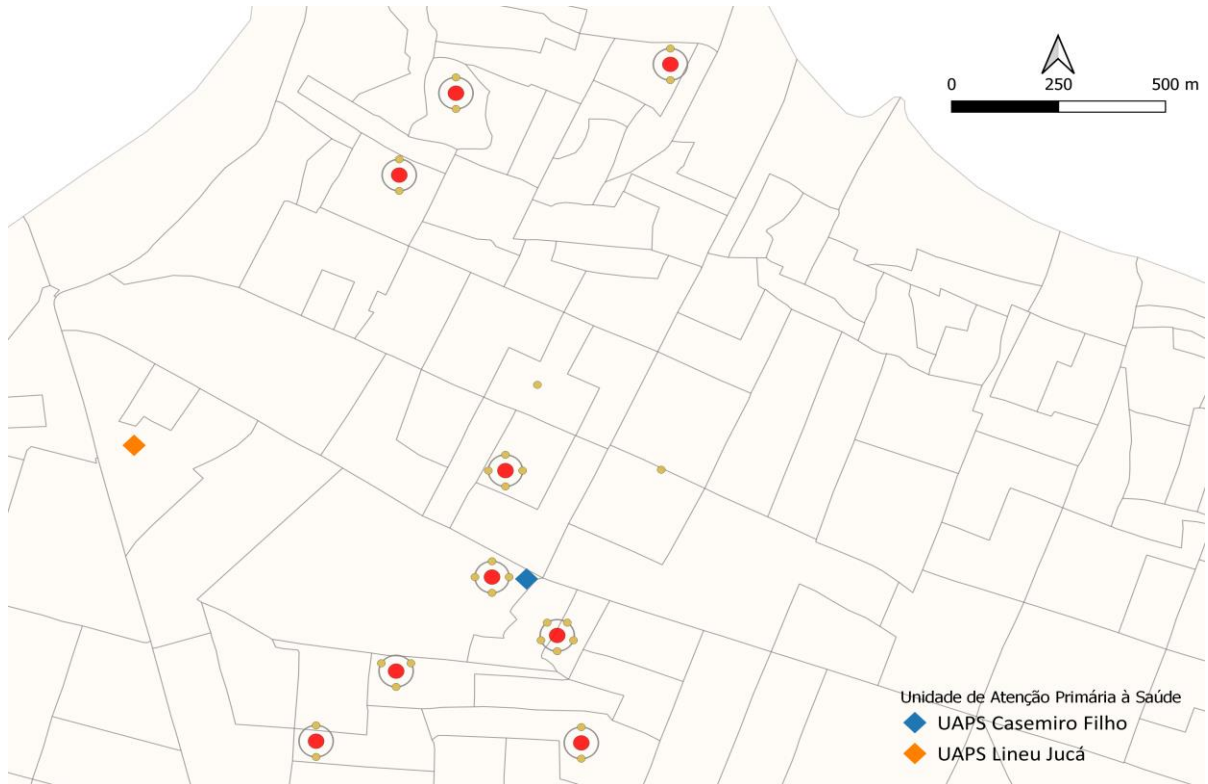 0 250 500 m
Unidade de Atenção Primária à Saúde
UAPS Casemiro Filho
UAPS Lineu Jucá